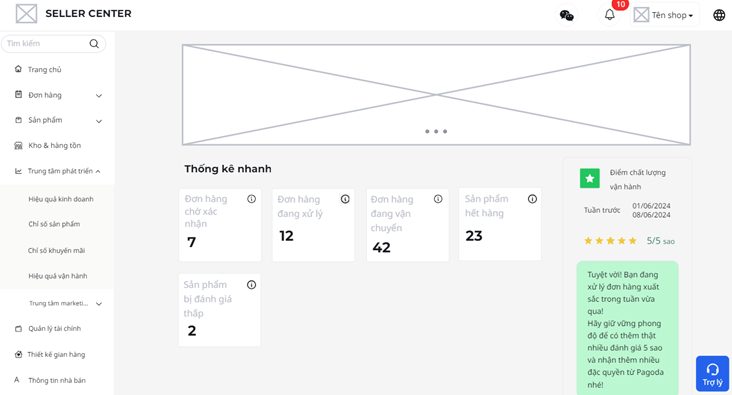 SELLER CENTER
10
Tên shop
Tìm kiếm
Trang chủ
Đơn hàng
Sản phẩm
Kho & hàng tồn
Trung tâm phát triển
Hiệu quả kinh doanh
Chỉ số sản phẩm
Chỉ số khuyến mãi
Hiệu quả vận hành
Trung tâm marketi...
Quản lý tài chính
Thiết kế gian hàng
A Thông tin nhà bán
Thống kê nhanh
Đơn hàng
chờ xác
nhận
7
Đơn hàng
đang xử lý
12
Đơn hàng
đang vận
chuyển
42
Sản phẩm
hết hàng
23
Sản phẩm
bị đánh giá
thấp
2
Điểm chất lượng
vận hành
Tuần trước
01/06/2024
08/06/2024
5/5 sao
Tuyệt vời! Bạn đang
xử lý đơn hàng xuất
sắc trong tuần vừa
qua!
Hãy giữ vững phong
độ để có thêm thật
nhiều đánh giá 5 sao
và nhận thêm nhiều
đặc quyền từ Pagoda
nhé!
Trợ lý